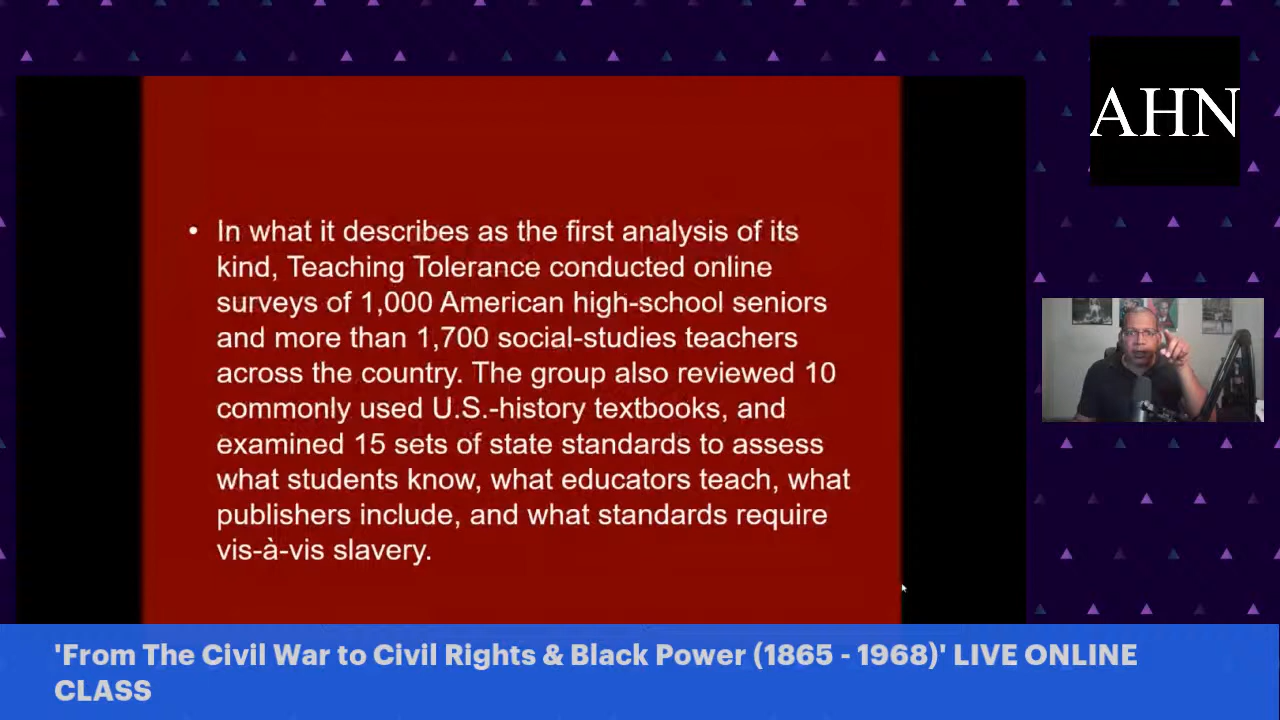 AHN
• In what it describes as the first analysis of its
kind, Teaching Tolerance conducted online
surveys of 1,000 American high-school seniors
and more than 1,700 social-studies teachers
across the country. The group also reviewed 10
commonly used U.S.-history textbooks, and
examined 15 sets of state standards to assess
what students know, what educators teach, what
publishers include, and what standards require
vis-à-vis slavery.
'From The Civil War to Civil Rights & Black Power (1865 - 1968)' LIVE ONLINE
CLASS